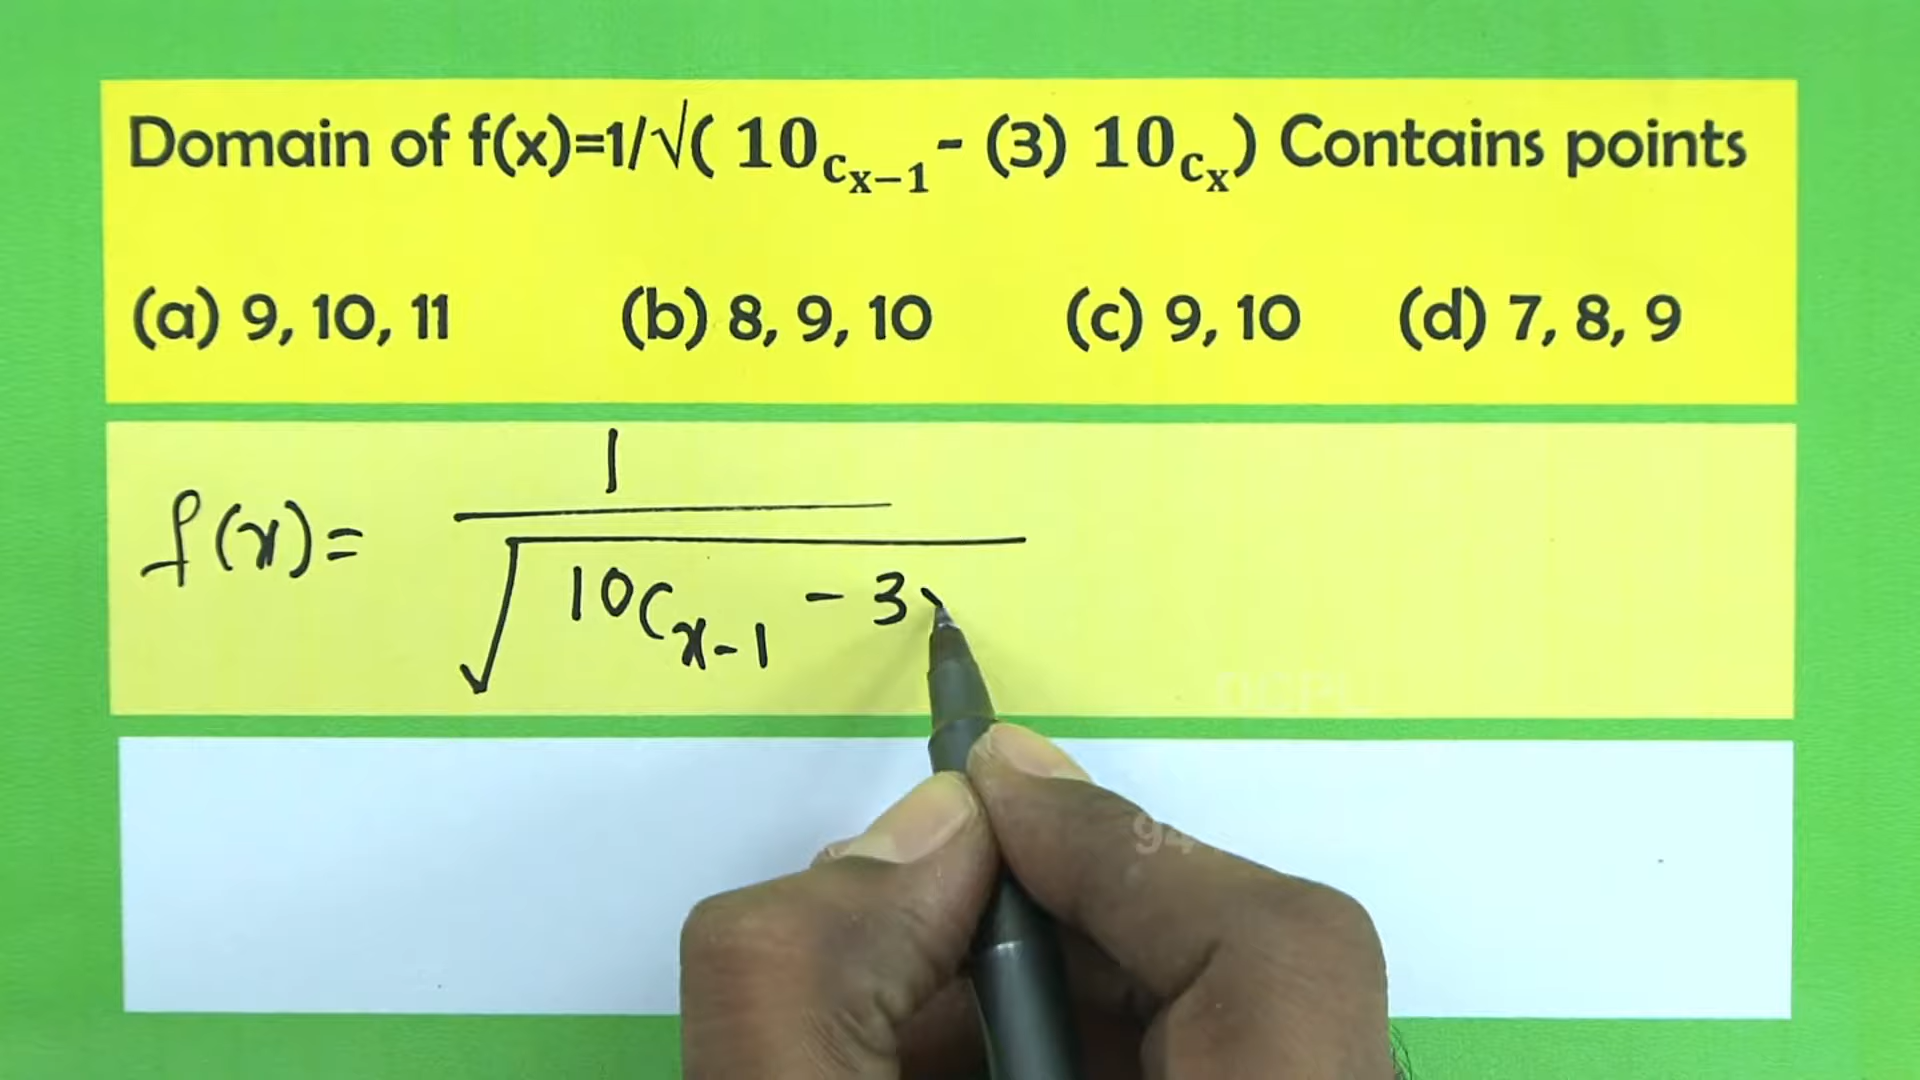 Domain of f(x)=1/√( 10cₓ₋₁ - (3) 10cₓ) Contains points
(a) 9, 10, 11 (b) 8, 9, 10 (c) 9, 10 (d) 7, 8, 9
1
f(x)=
√ 10Cₓ₋₁ - 3
94